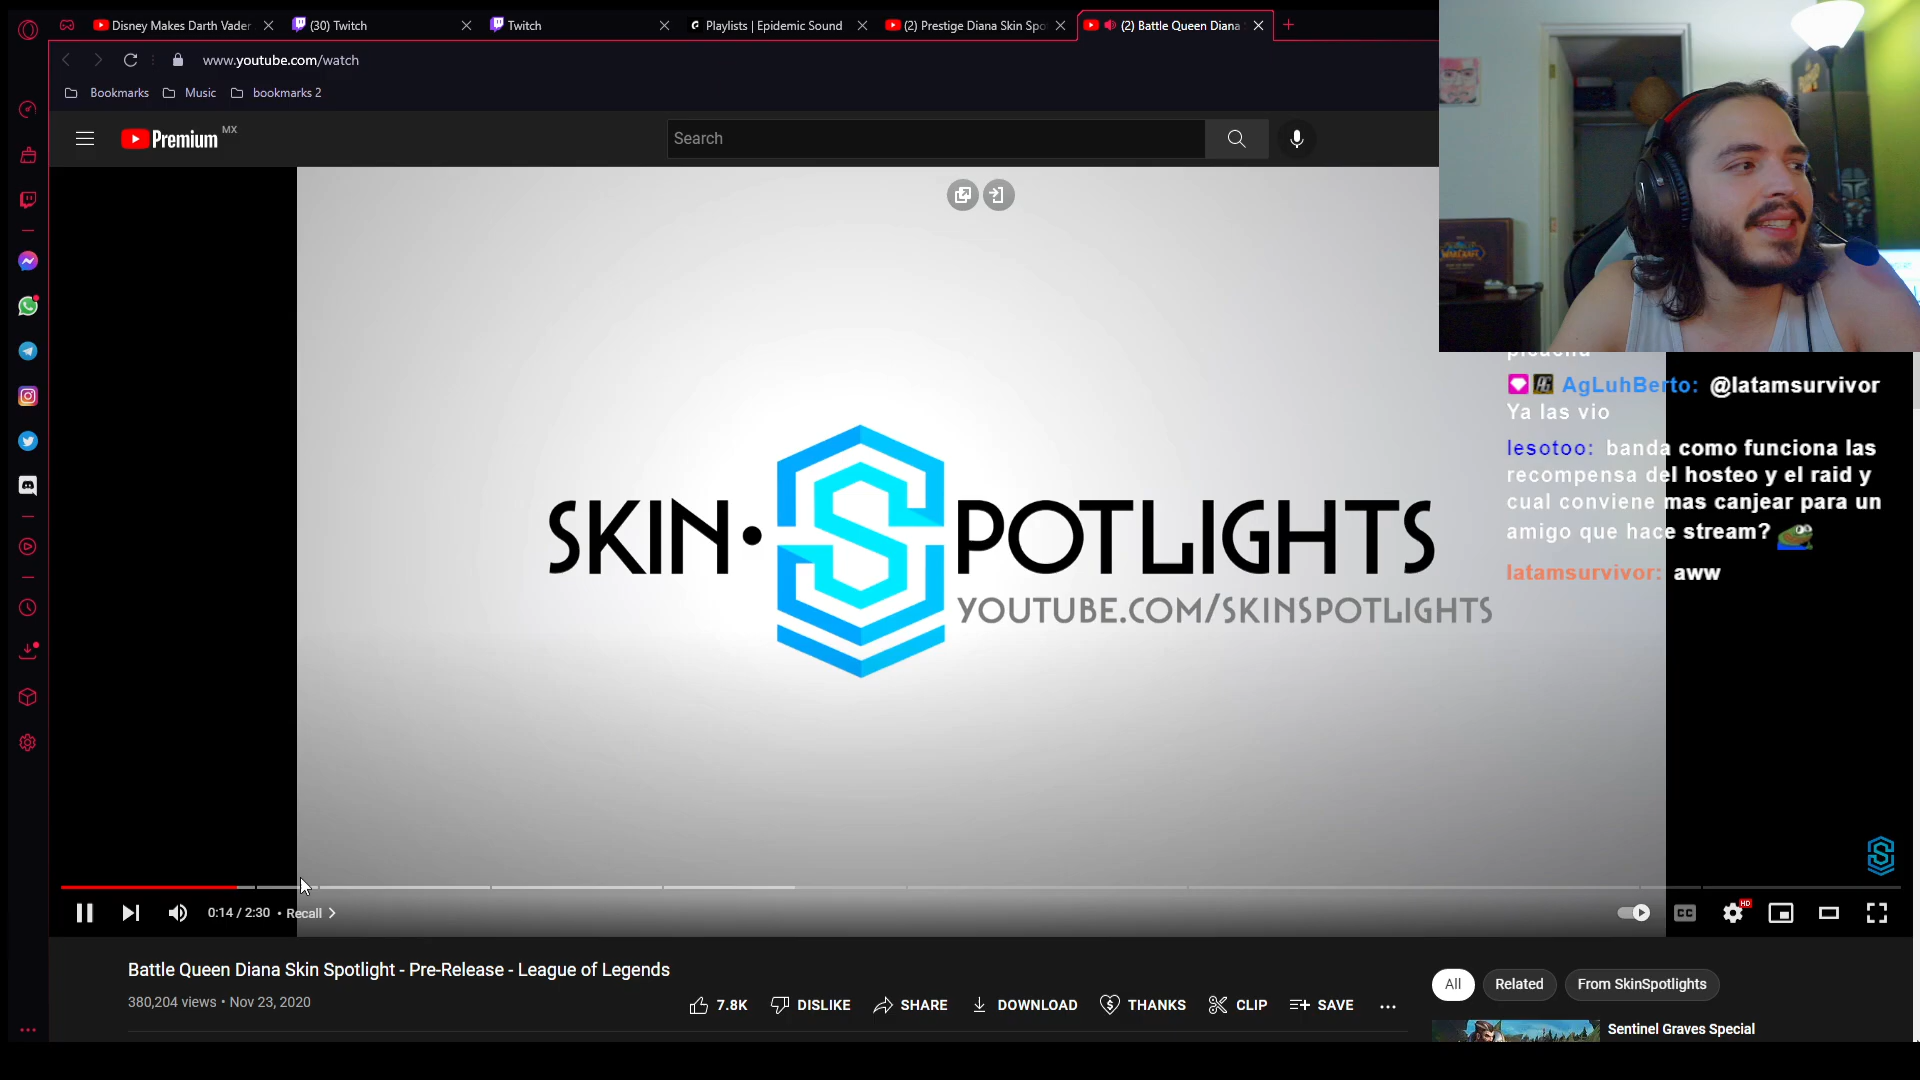 Disney Makes Darth Vader
(30) Twitch
Twitch
Playlists | Epidemic Sound
(2) Prestige Diana Skin Spo
(2) Battle Queen Diana
www.youtube.com/watch
Bookmarks
Music
bookmarks 2
Premium MX
Search
SKIN·SPOTLIGHTS
YOUTUBE.COM/SKINSPOTLIGHTS
AgLuhBerto: @latamsurvivor
Ya las vio
lesotoo: banda como funciona las
recompensa del hosteo y el raid y
cual conviene mas canjear para un
amigo que hace stream?
latamsurvivor: aww
0:14 / 2:30 • Recall
CC
HD
Battle Queen Diana Skin Spotlight - Pre-Release - League of Legends
380,204 views • Nov 23, 2020
7.8K
DISLIKE
SHARE
DOWNLOAD
THANKS
CLIP
SAVE
All
Related
From SkinSpotlights
Sentinel Graves Special